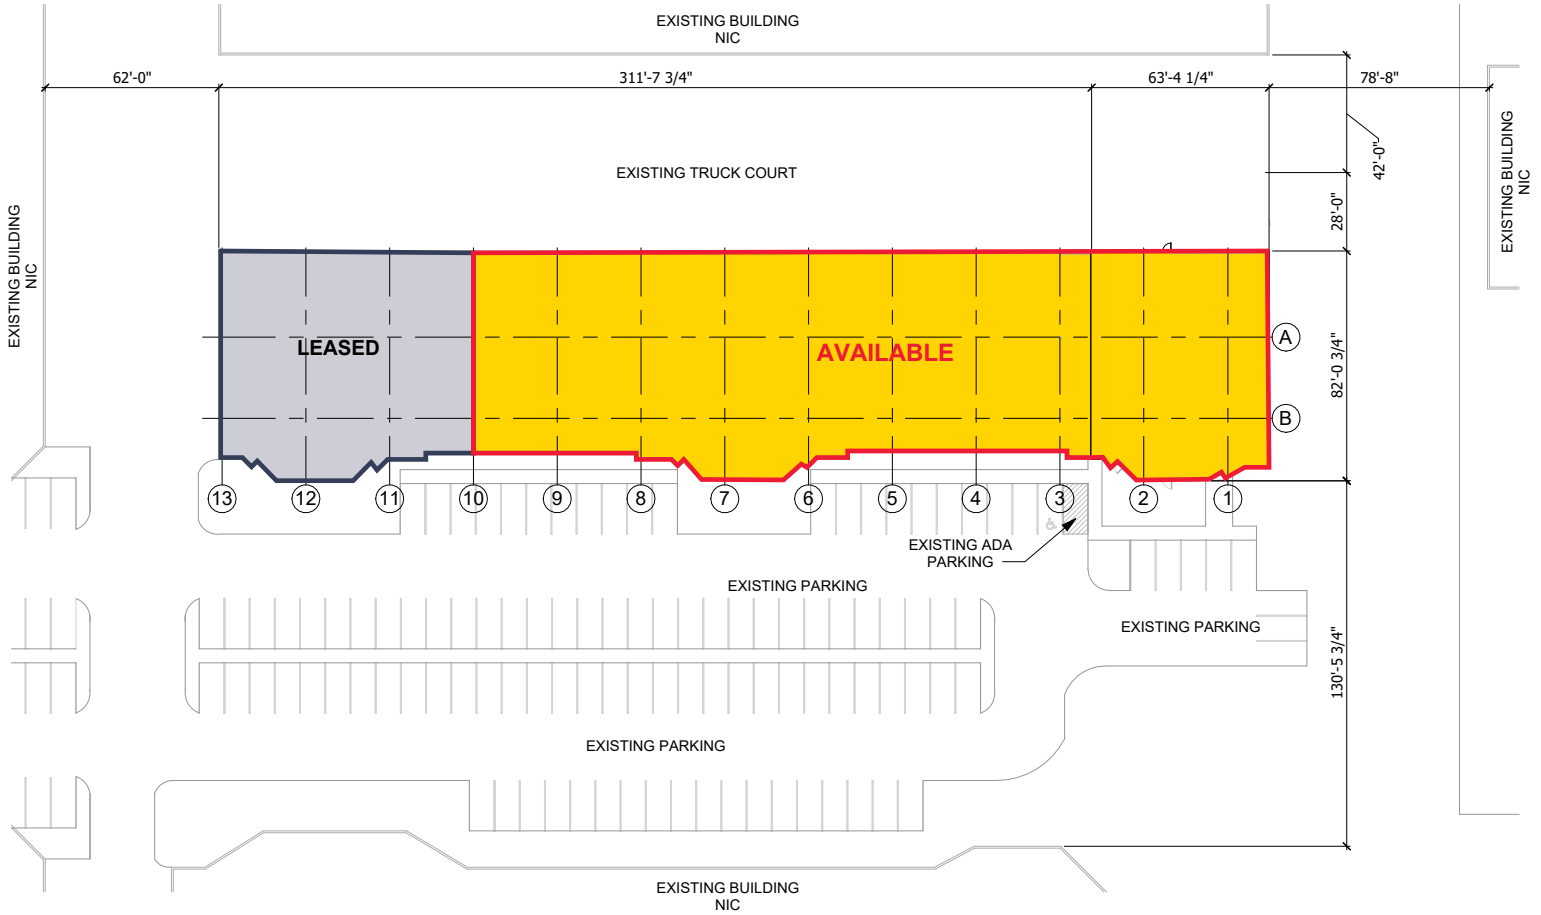 EXISTING BUILDING
NIC
62'-0"
311'-7 3/4"
63'-4 1/4"
78'-8"
EXISTING BUILDING
NIC
42'-0"
EXISTING TRUCK COURT
28'-0"
EXISTING BUILDING
NIC
LEASED
AVAILABLE
A
82'-0 3/4"
B
13
12
11
10
9
8
7
6
5
4
3
2
1
EXISTING ADA
PARKING
EXISTING PARKING
EXISTING PARKING
130'-5 3/4"
EXISTING PARKING
EXISTING BUILDING
NIC